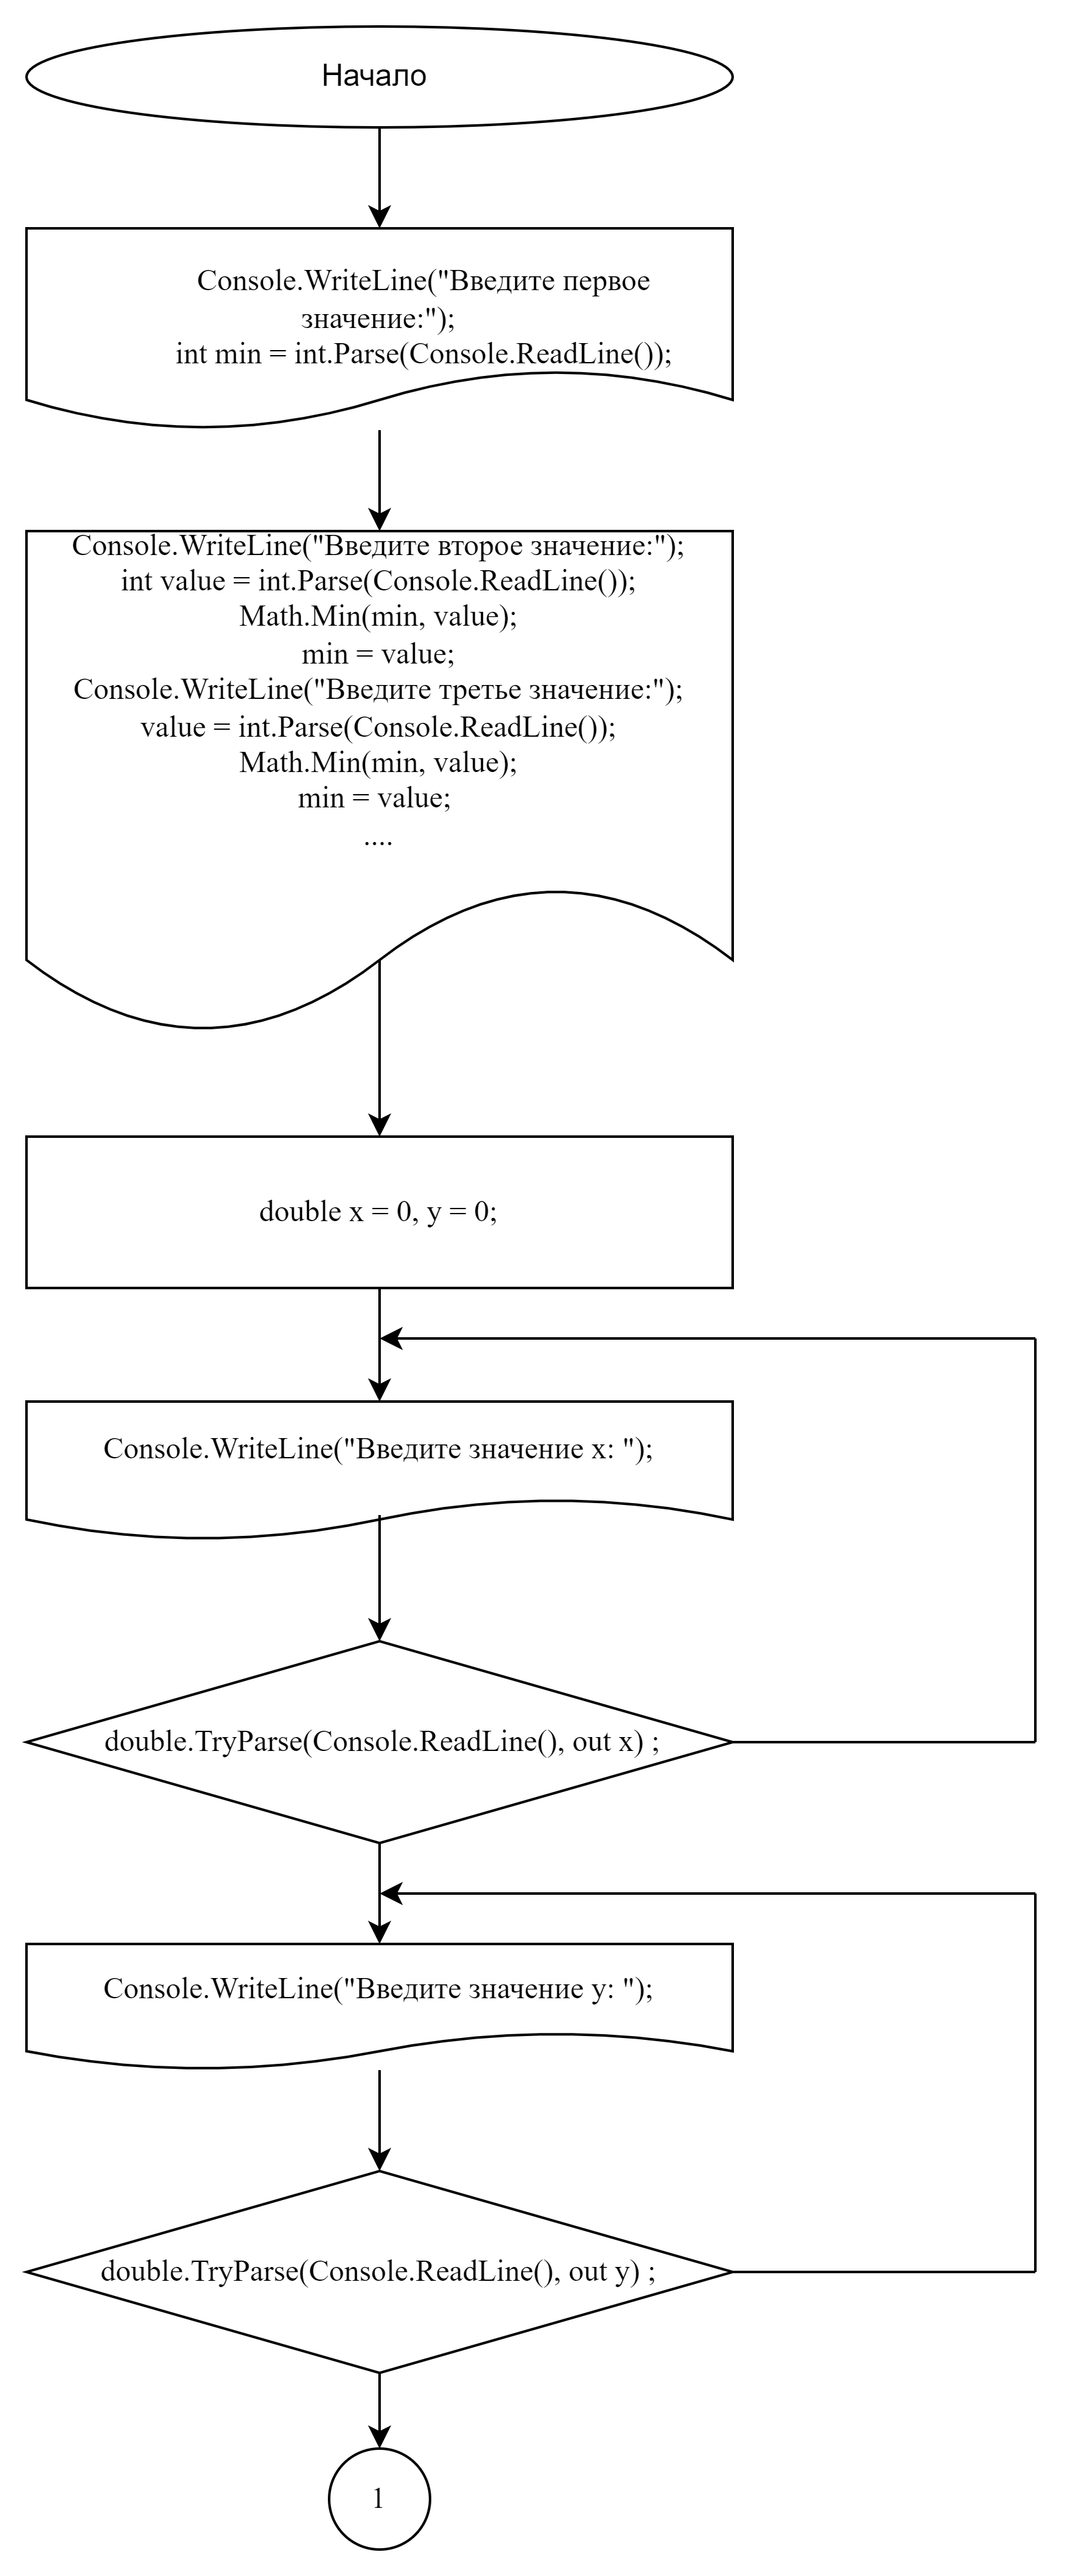 Начало
Console.WriteLine("Введите первое
значение:");
int min = int.Parse(Console.ReadLine());
Console.WriteLine("Введите второе значение:");
int value = int.Parse(Console.ReadLine());
Math.Min(min, value);
min = value;
Console.WriteLine("Введите третье значение:");
value = int.Parse(Console.ReadLine());
Math.Min(min, value);
min = value;
....
double x = 0, y = 0;
Console.WriteLine("Введите значение x: ");
double.TryParse(Console.ReadLine(), out x) ;
Console.WriteLine("Введите значение y: ");
double.TryParse(Console.ReadLine(), out y) ;
1